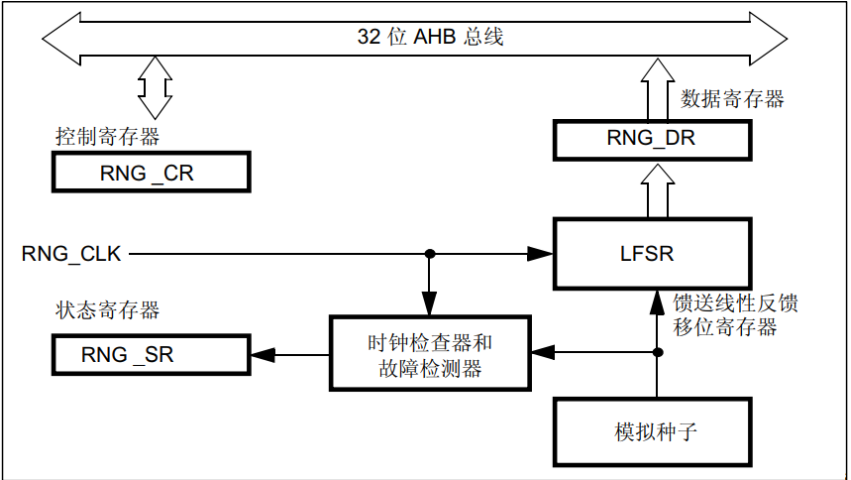 32 位 AHB 总线
数据寄存器
控制寄存器
RNG_DR
RNG _CR
RNG_CLK
LFSR
状态寄存器
馈送线性反馈
移位寄存器
RNG _SR
时钟检查器和
故障检测器
模拟种子